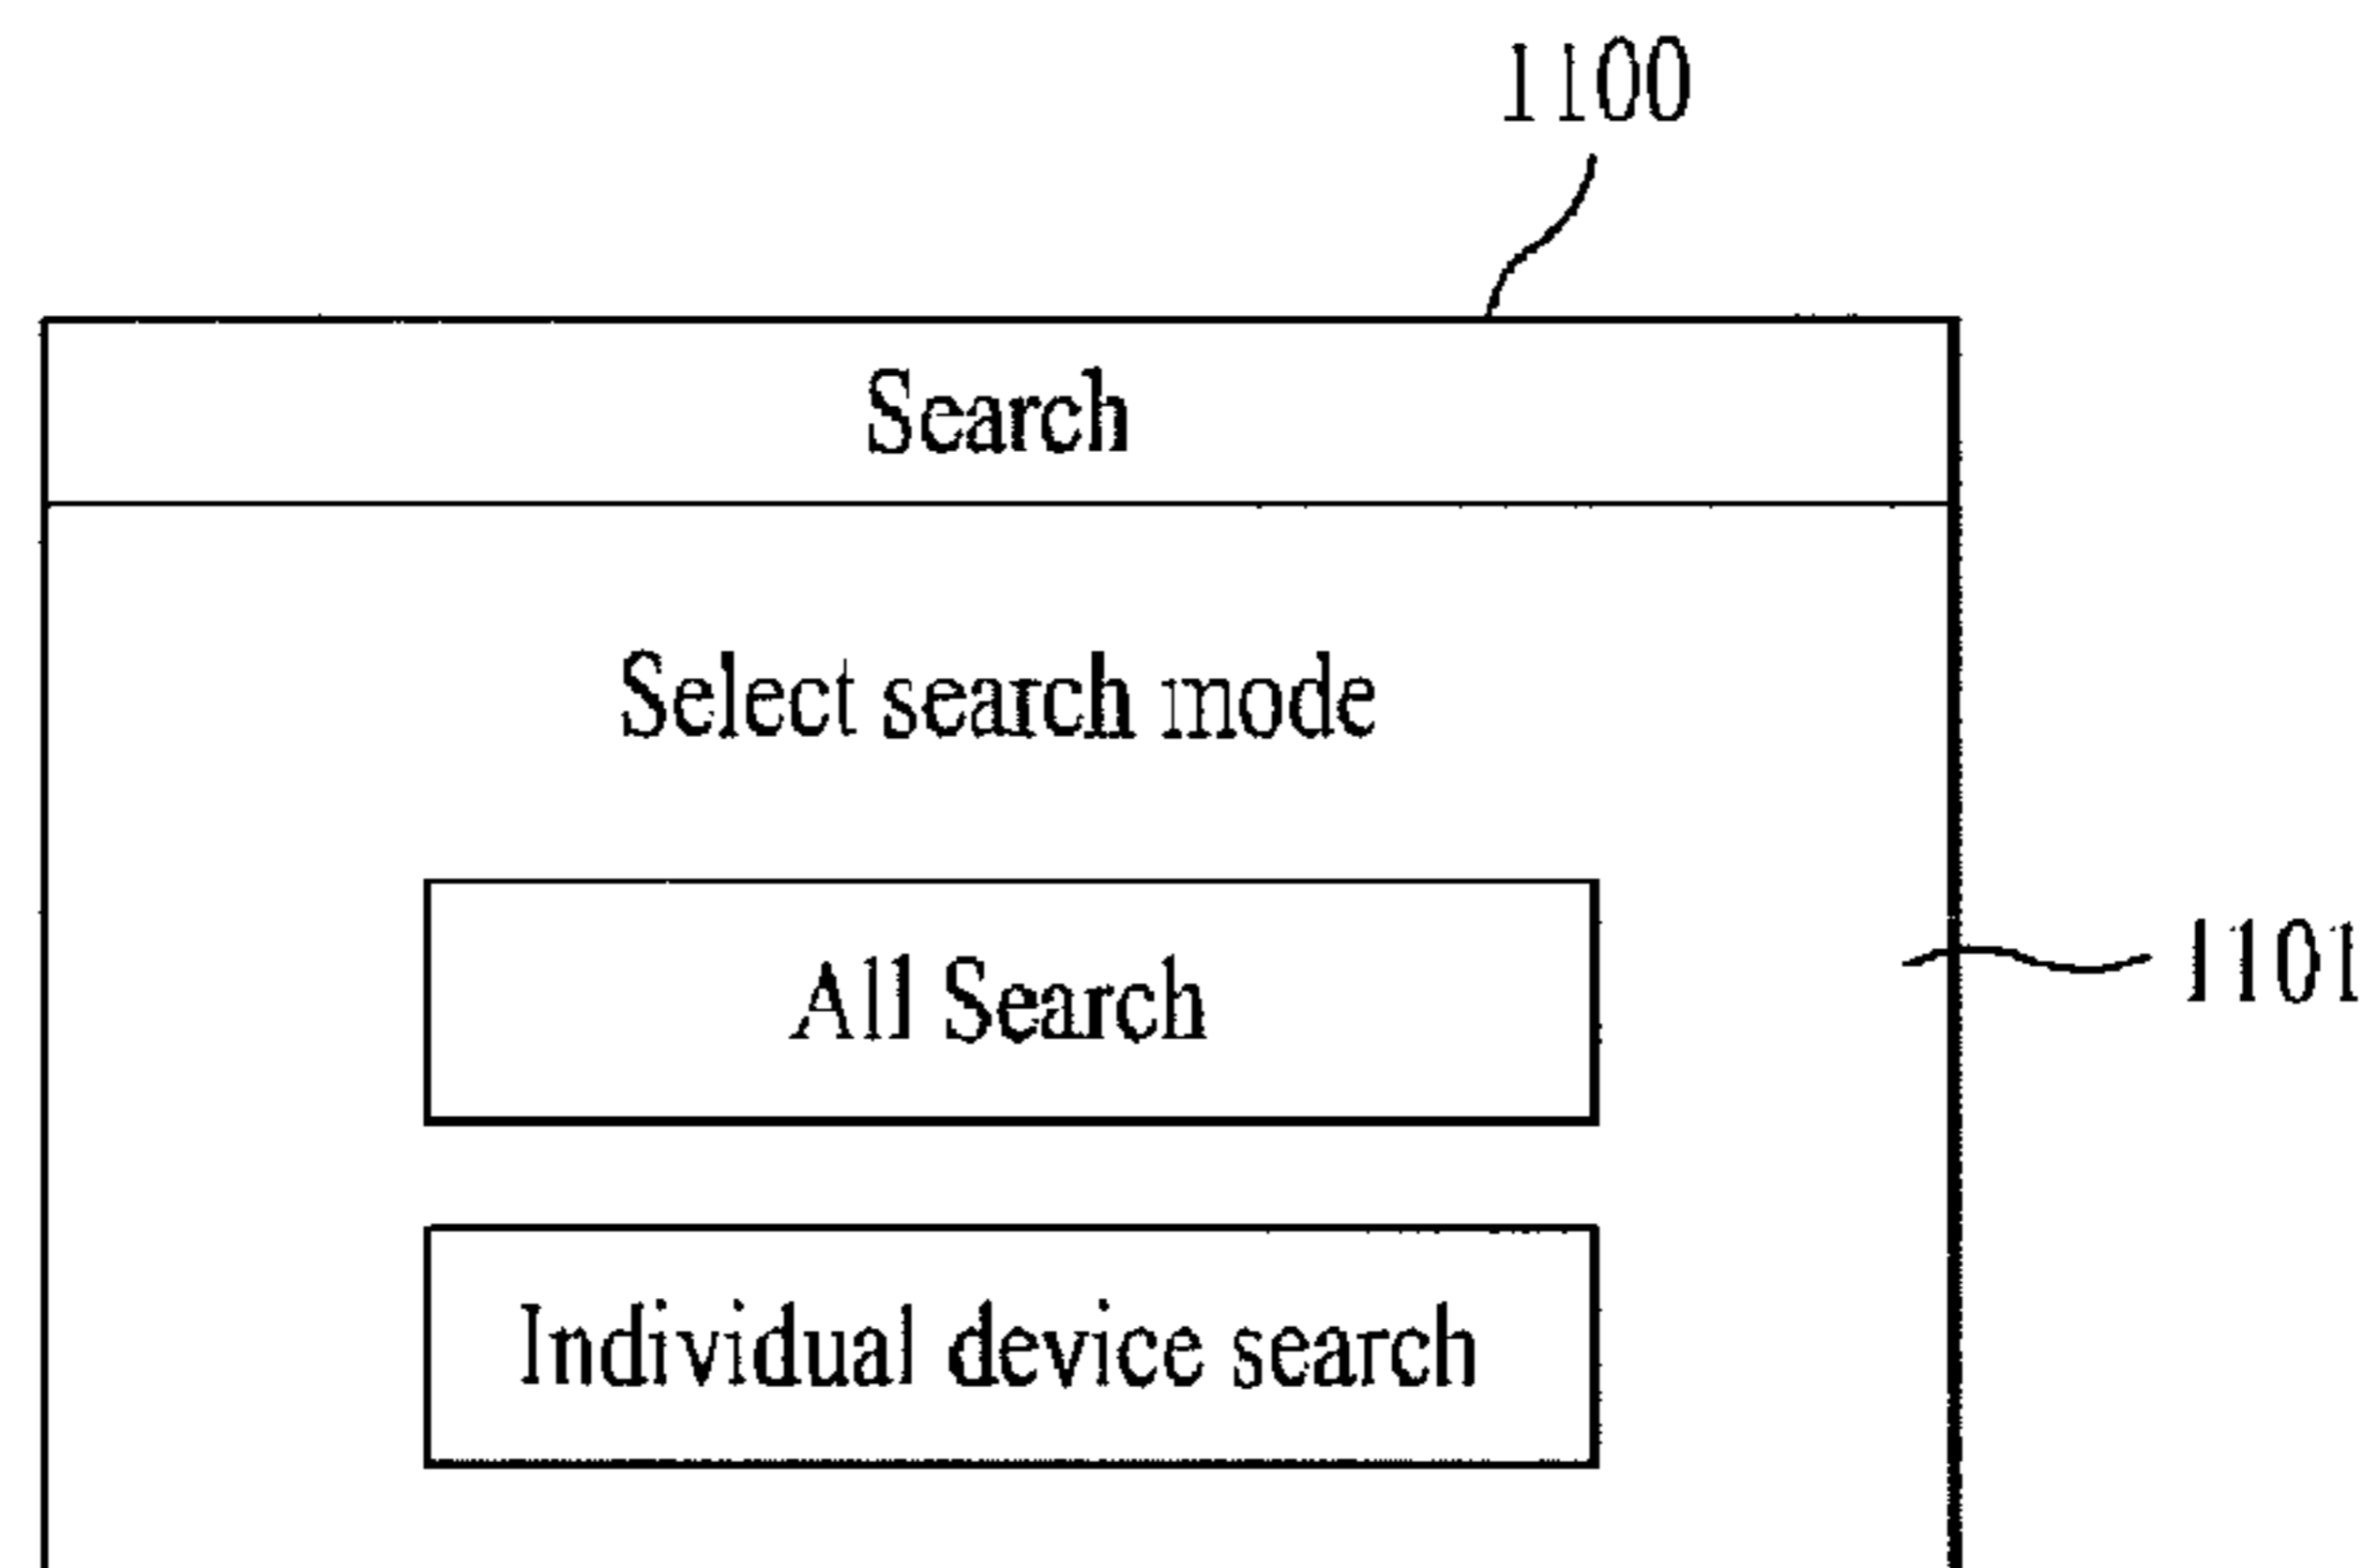 1100
Search
Select search mode
All Search
1101
Individual device search